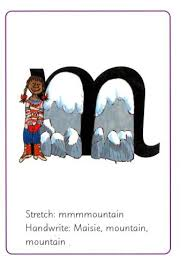 m
Stretch: mmmmountain
Handwrite: Maisie, mountain,
mountain .